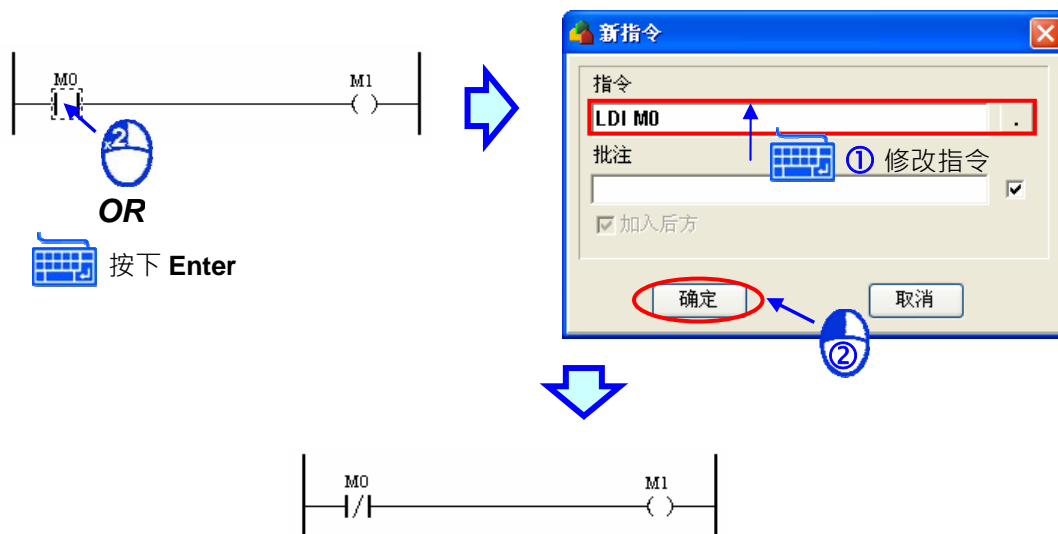 M0
M1
x2
OR
按下 Enter
新指令
指令
LDI M0
.
① 修改指令
批注
加入后方
确定
取消
②
M0
M1